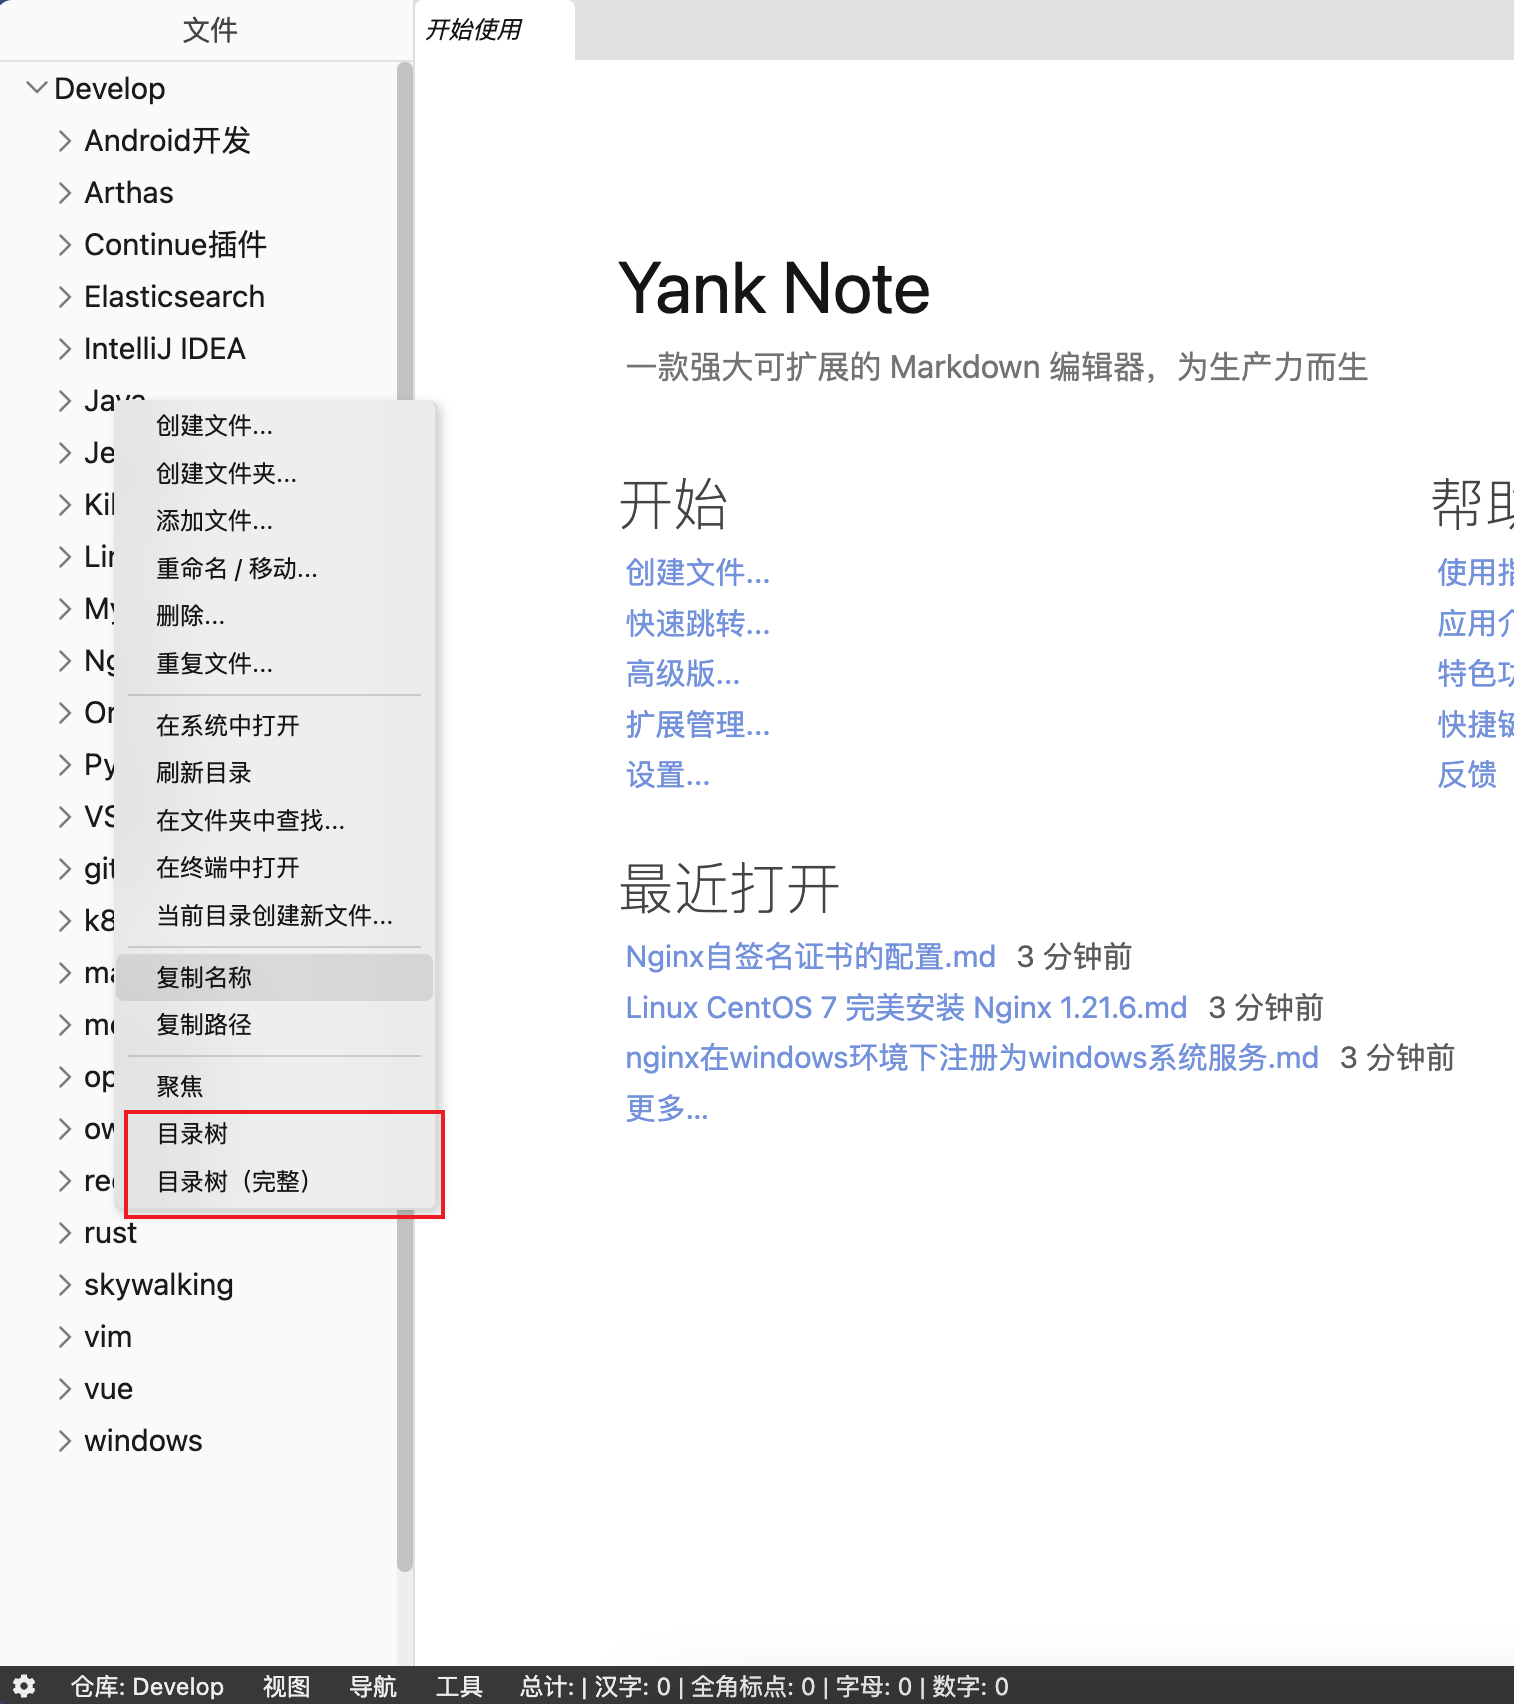 文件
开始使用
Develop
Android开发
Arthas
Continue插件
Elasticsearch
IntelliJ IDEA
Java
Je
Kil
Lin
My
Ng
Or
Py
VS
git
k8
ma
op
ow
red
rust
skywalking
vim
vue
windows
创建文件...
创建文件夹...
添加文件...
重命名 / 移动...
删除...
重复文件...
在系统中打开
刷新目录
在文件夹中查找...
在终端中打开
当前目录创建新文件...
复制名称
复制路径
聚焦
目录树
目录树（完整）
Yank Note
一款强大可扩展的 Markdown 编辑器，为生产力而生
开始
创建文件...
快速跳转...
高级版...
扩展管理...
设置...
最近打开
Nginx自签名证书的配置.md 3 分钟前
Linux CentOS 7 完美安装 Nginx 1.21.6.md 3 分钟前
nginx在windows环境下注册为windows系统服务.md 3 分钟前
更多...
帮助
使用指
应用介
特色功
快捷键
反馈
仓库: Develop 视图 导航 工具 总计: | 汉字: 0 | 全角标点: 0 | 字母: 0 | 数字: 0